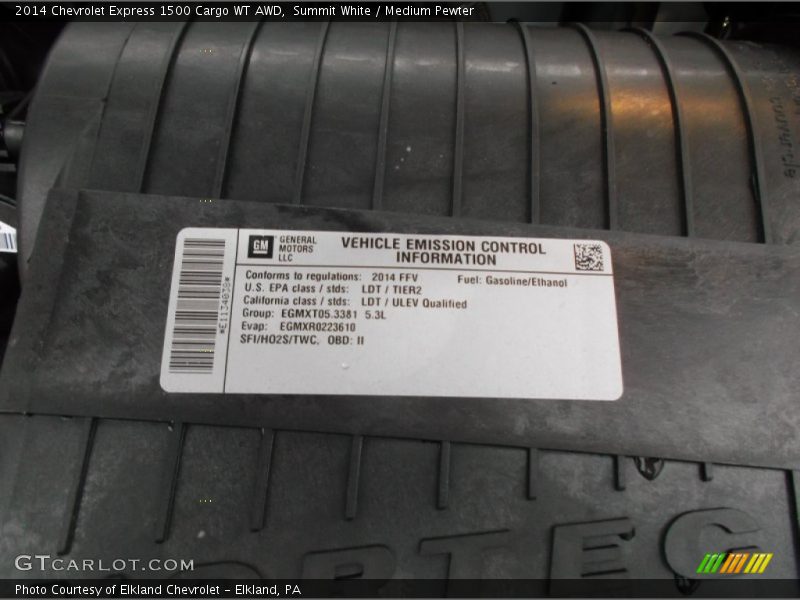 2014 Chevrolet Express 1500 Cargo WT AWD, Summit White / Medium Pewter
GM GENERAL MOTORS LLC
VEHICLE EMISSION CONTROL
INFORMATION
Conforms to regulations: 2014 FFV Fuel: Gasoline/Ethanol
U.S. EPA class / stds: LDT / TIER2
California class / stds: LDT / ULEV Qualified
Group: EGMXT05.3381 5.3L
Evap: EGMXR0223610
SFI/HO2S/TWC, OBD: II
*E1134038*
ORTEC
GTCARLOT.COM
Photo Courtesy of Elkland Chevrolet - Elkland, PA